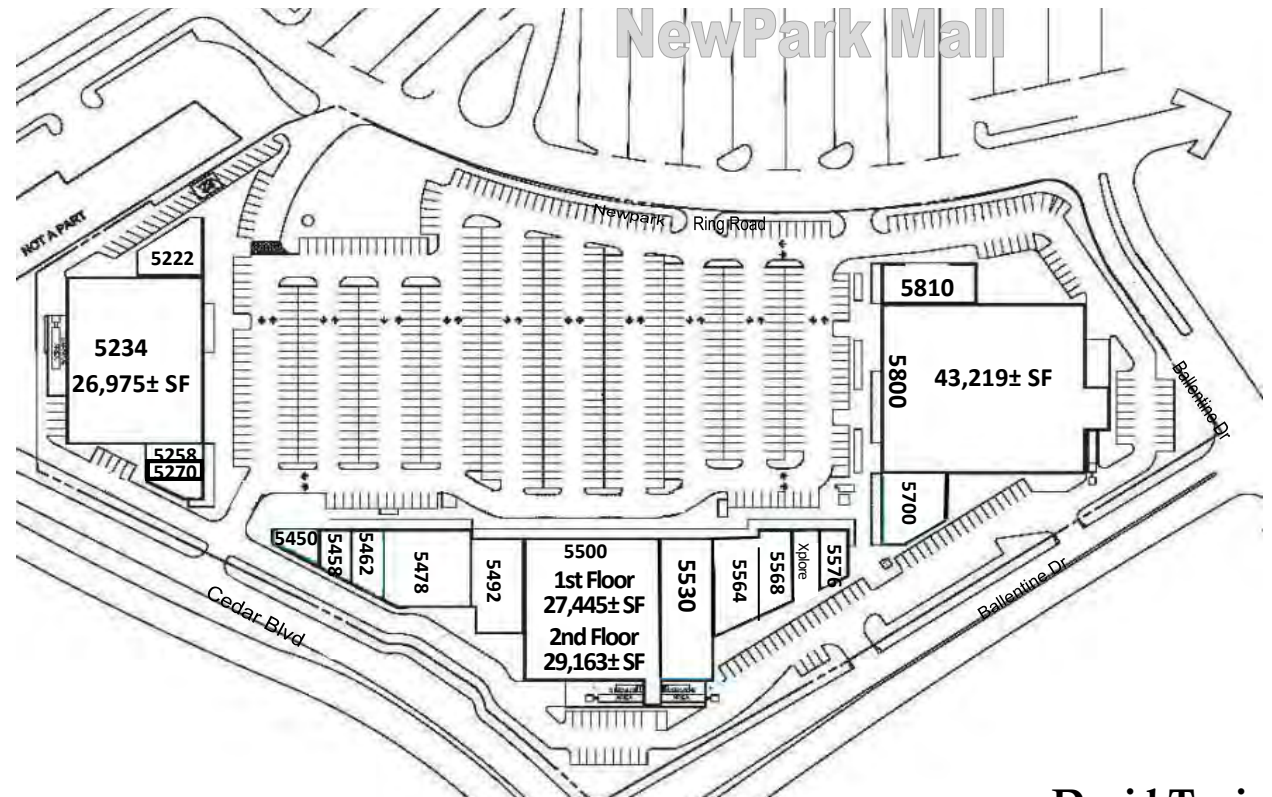 NewPark Mall
Newpark Ring Road
NOT A PART
5222
5234
26,975± SF
5258
5270
5810
5800
43,219± SF
5700
Ballentine Dr
5450
5458
5462
5478
5492
5500
1st Floor
27,445± SF
2nd Floor
29,163± SF
5530
5564
5568
Xplore
5576
Cedar Blvd
Ballentine Dr